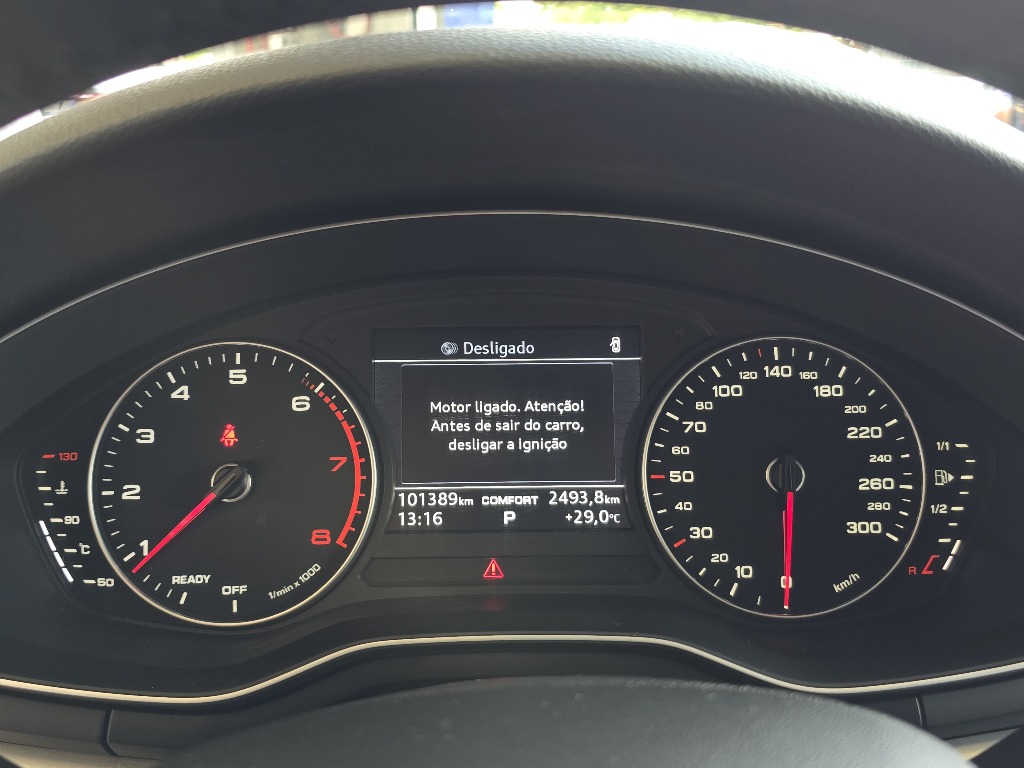 Desligado
Motor ligado. Atenção!
Antes de sair do carro,
desligar a Ignição
101389km COMFORT 2493,8km
13:16 P +29,0°C
130
90
°C
50
OFF
READY
1
2
3
4
5
6
7
8
1/min x 1000
0
10
20
30
40
50
60
70
80
100
120
140
160
180
200
220
240
260
280
300
km/h
1/1
1/2
R